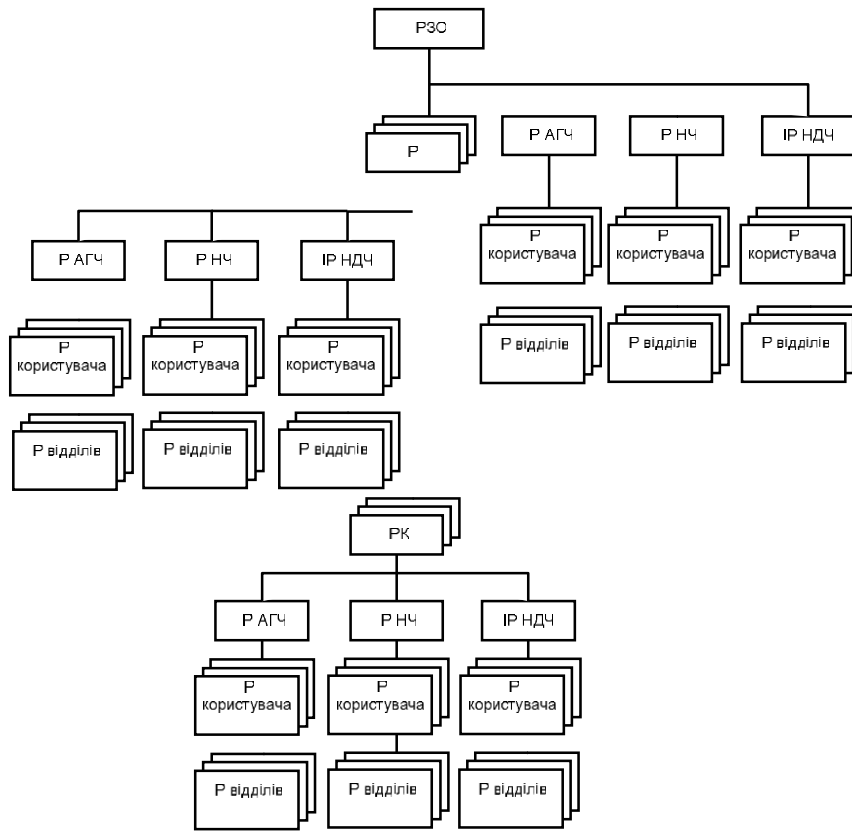 РЗО
Р
Р АГЧ
Р НЧ
ІР НДЧ
Р
користувача
Р
користувача
Р
користувача
Р відділів
Р відділів
Р відділів
Р АГЧ
Р НЧ
ІР НДЧ
Р
користувача
Р
користувача
Р
користувача
Р відділів
Р відділів
Р відділів
РК
Р АГЧ
Р НЧ
ІР НДЧ
Р
користувача
Р
користувача
Р
користувача
Р відділів
Р відділів
Р відділів